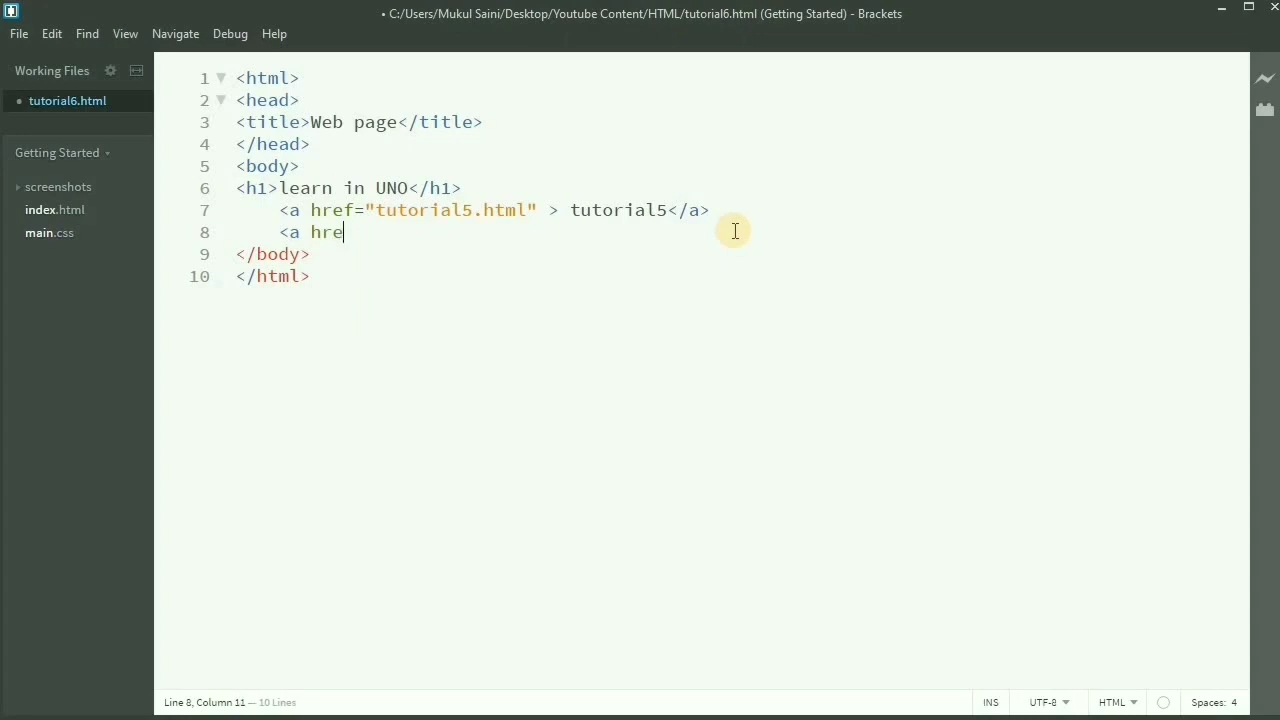 • C:/Users/Mukul Saini/Desktop/Youtube Content/HTML/tutorial6.html (Getting Started) - Brackets
File Edit Find View Navigate Debug Help
Working Files
• tutorial6.html
Getting Started
screenshots
index.html
main.css
1 <html>
2 <head>
3 <title>Web page</title>
4 </head>
5 <body>
6 <h1>learn in UNO</h1>
7 <a href="tutorial5.html" > tutorial5</a>
8 <a hre
9 </body>
10 </html>
Line 8, Column 11 — 10 Lines
INS UTF-8 HTML Spaces: 4